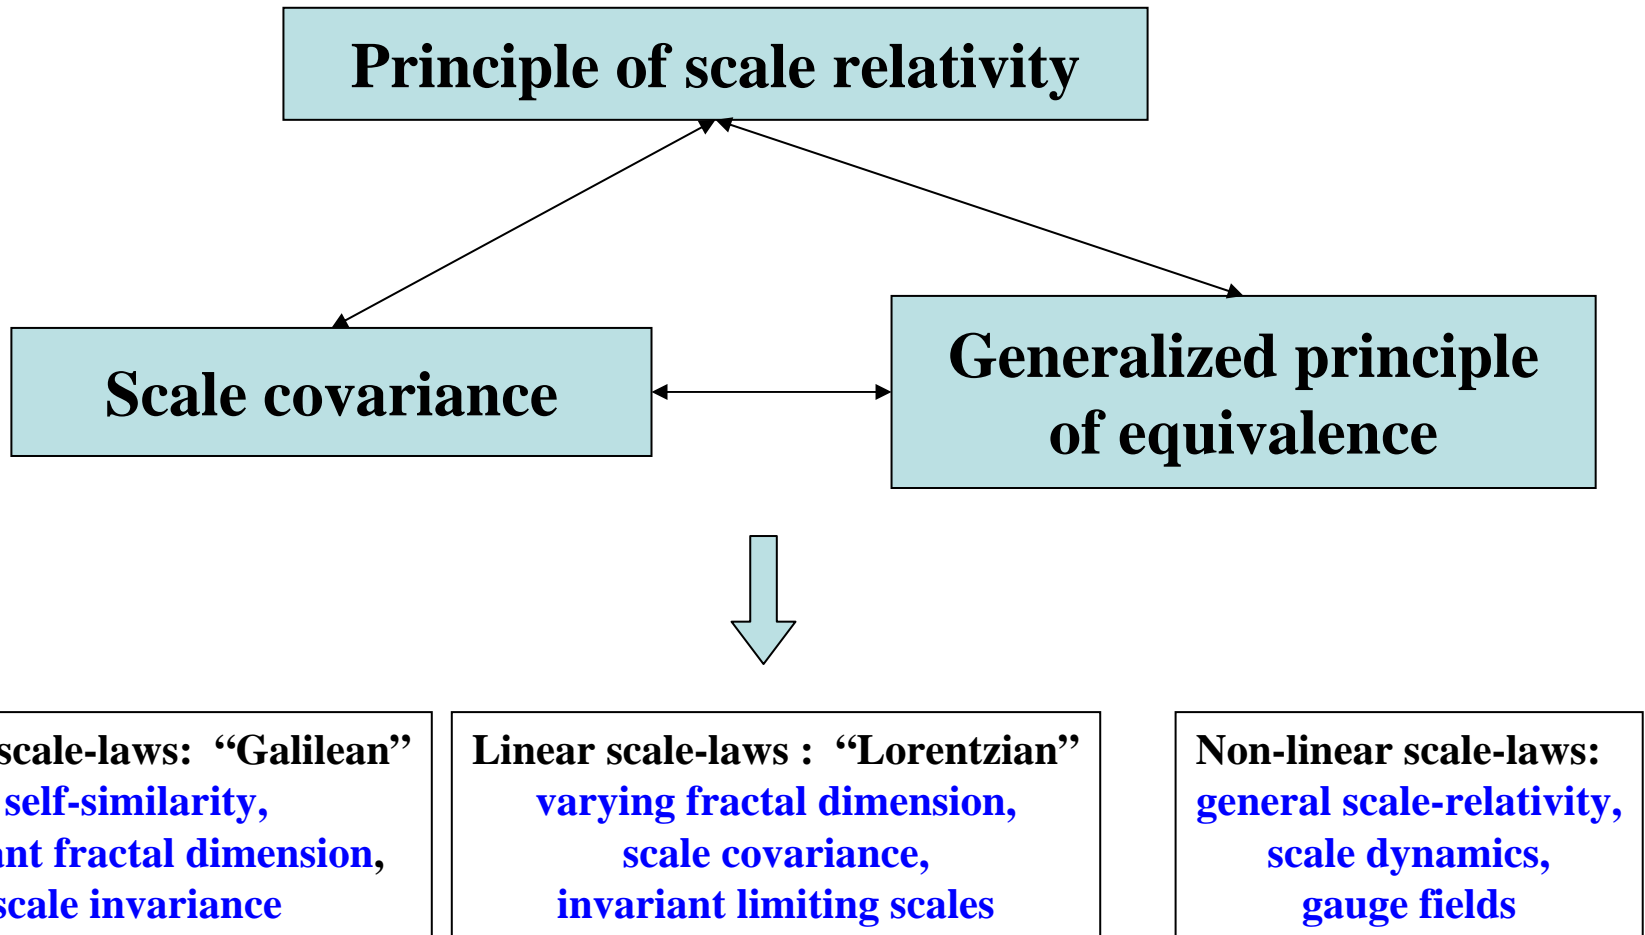 Principle of scale relativity
Scale covariance
Generalized principle
of equivalence
scale-laws: “Galilean”
self-similarity,
fractal dimension,
scale invariance
Linear scale-laws : “Lorentzian”
varying fractal dimension,
scale covariance,
invariant limiting scales
Non-linear scale-laws:
general scale-relativity,
scale dynamics,
gauge fields